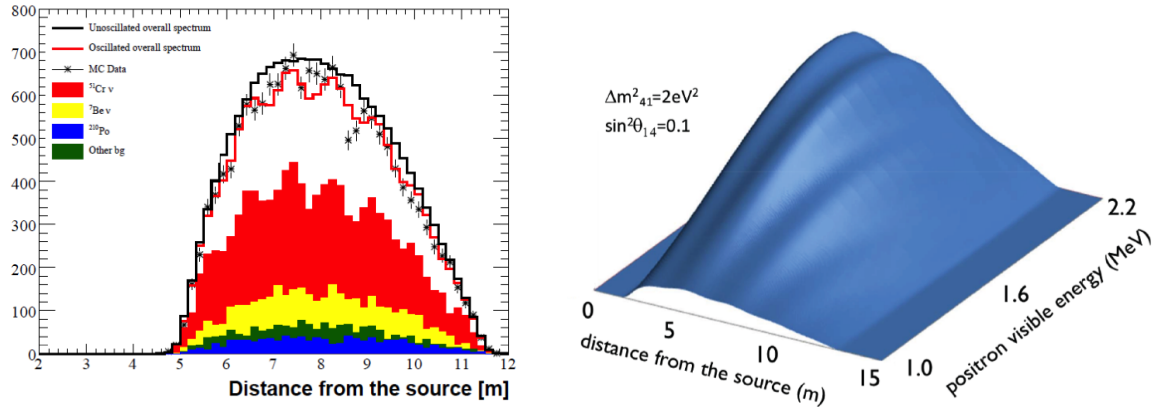 800
700
600
500
400
300
200
100
0
Unoscillated overall spectrum
Oscillated overall spectrum
MC Data
⁵¹Cr ν
⁷Be ν
²¹⁰Po
Other bg
2 3 4 5 6 7 8 9 10 11 12
Distance from the source [m]
Δm²₄₁=2eV²
sin²θ₁₄=0.1
0
5
10
15
distance from the source (m)
1.0
1.6
2.2
positron visible energy (MeV)